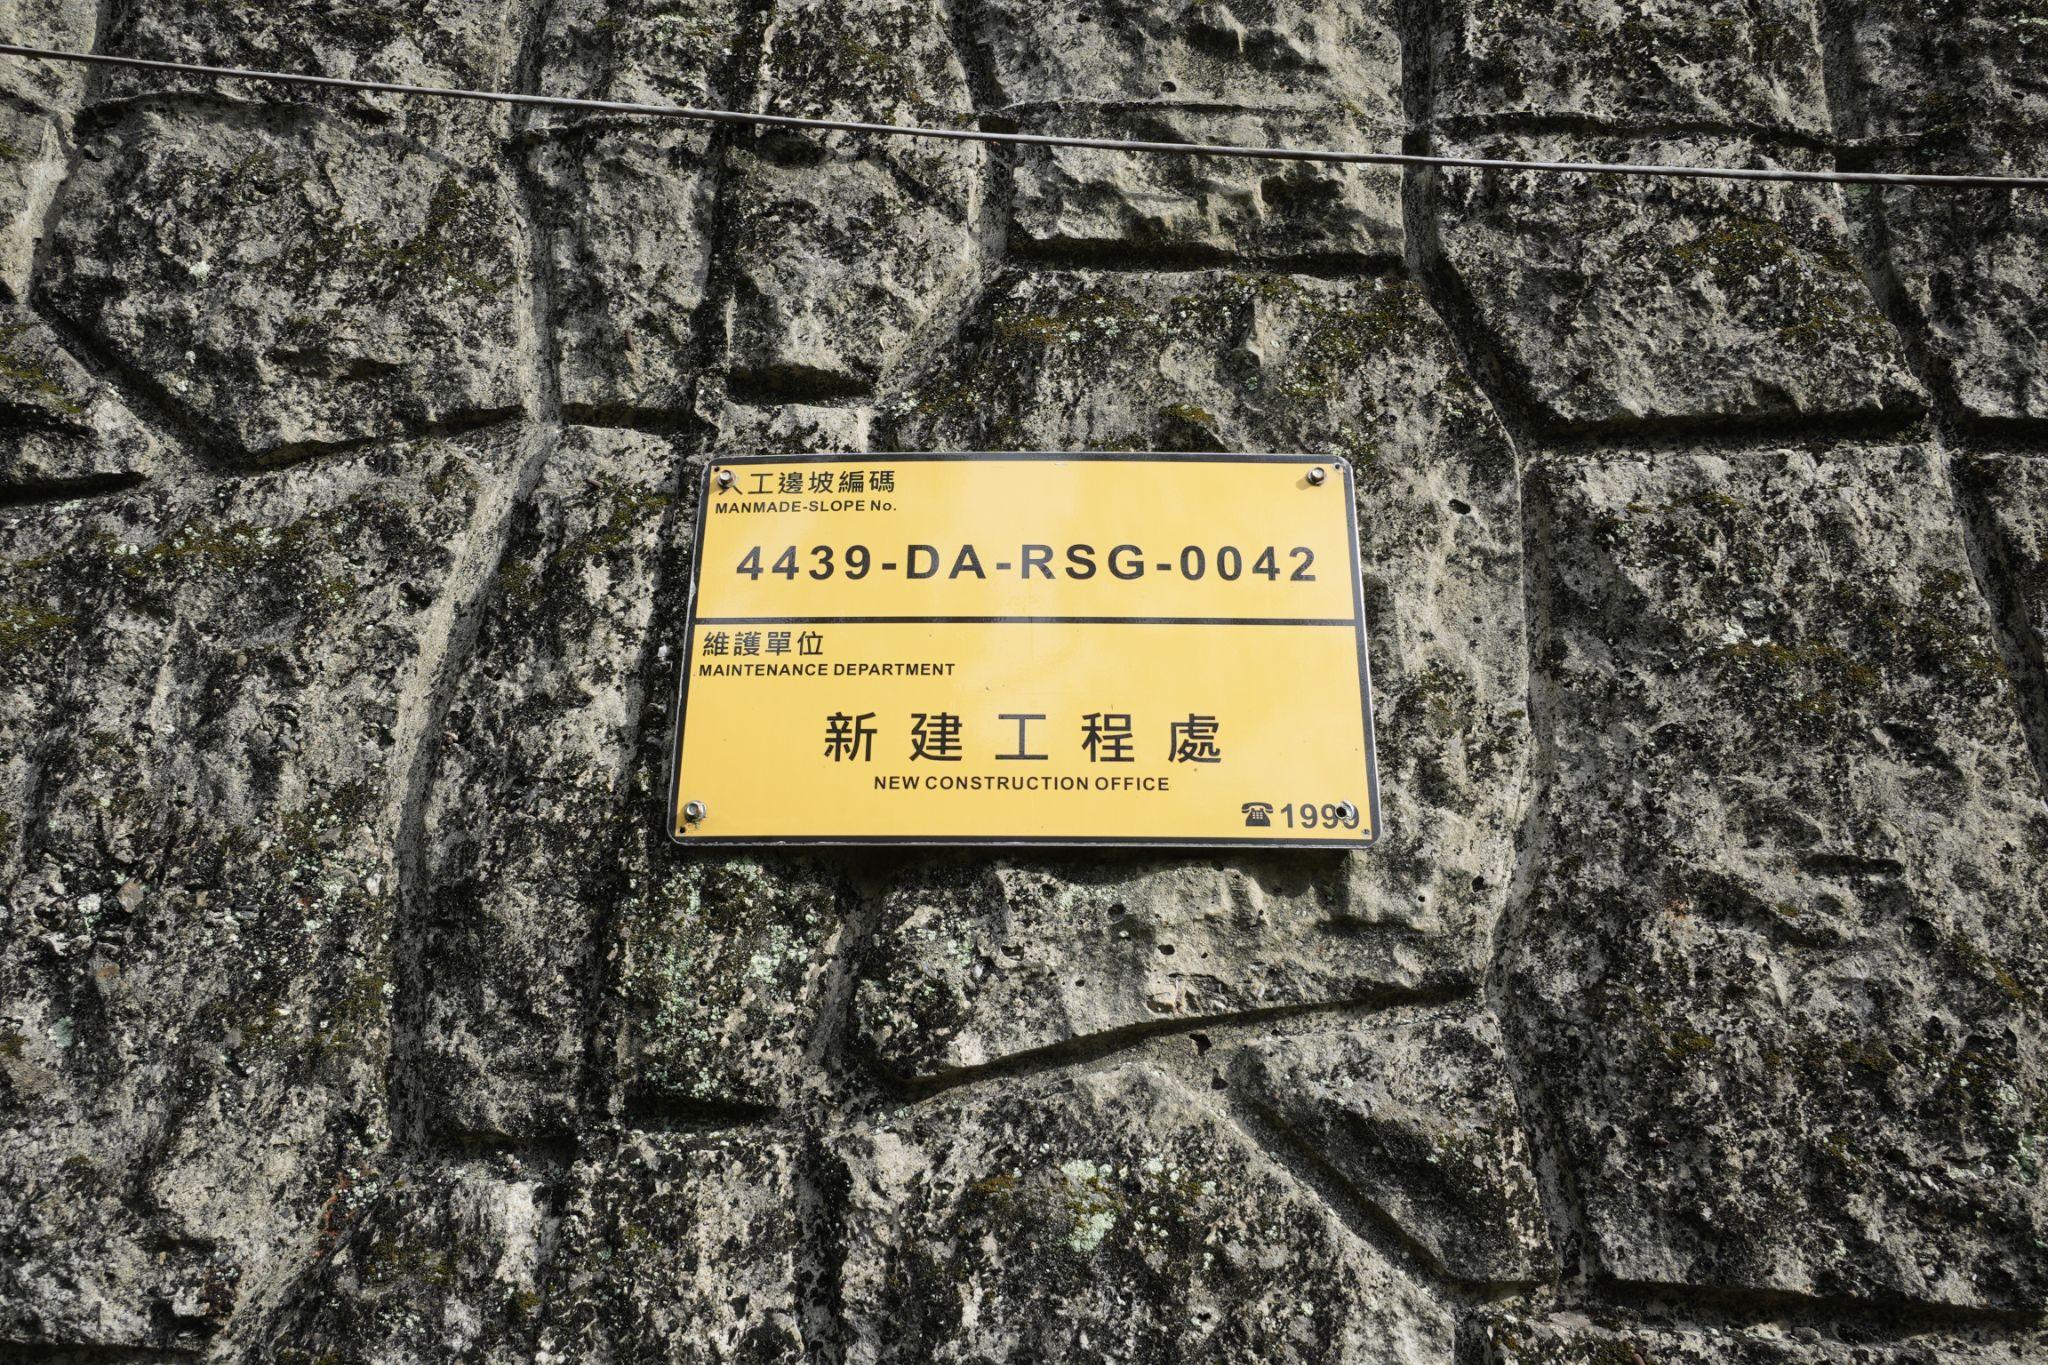 人工邊坡編碼
MANMADE-SLOPE No.
4439-DA-RSG-0042
維護單位
MAINTENANCE DEPARTMENT
新建工程處
NEW CONSTRUCTION OFFICE
☎1999